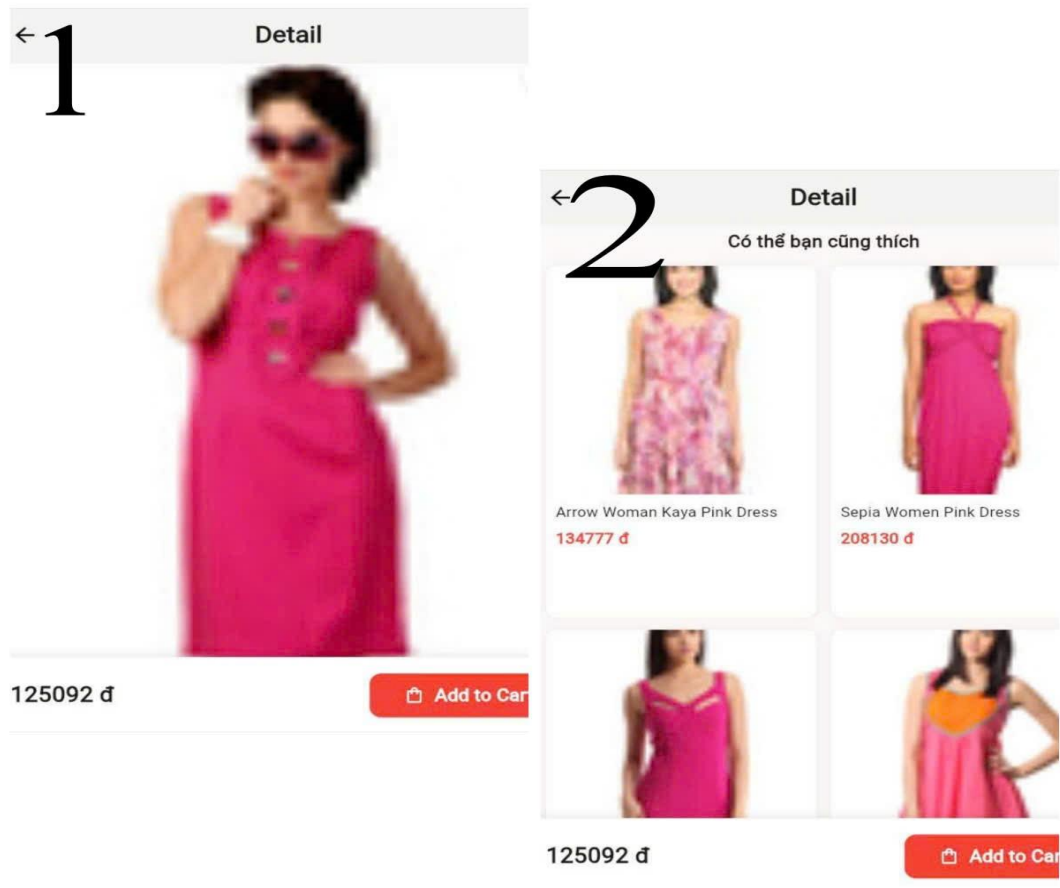 1
Detail
125092 đ
Add to Car
2
Detail
Có thể bạn cũng thích
Arrow Woman Kaya Pink Dress
134777 đ
Sepia Women Pink Dress
208130 đ
125092 đ
Add to Car